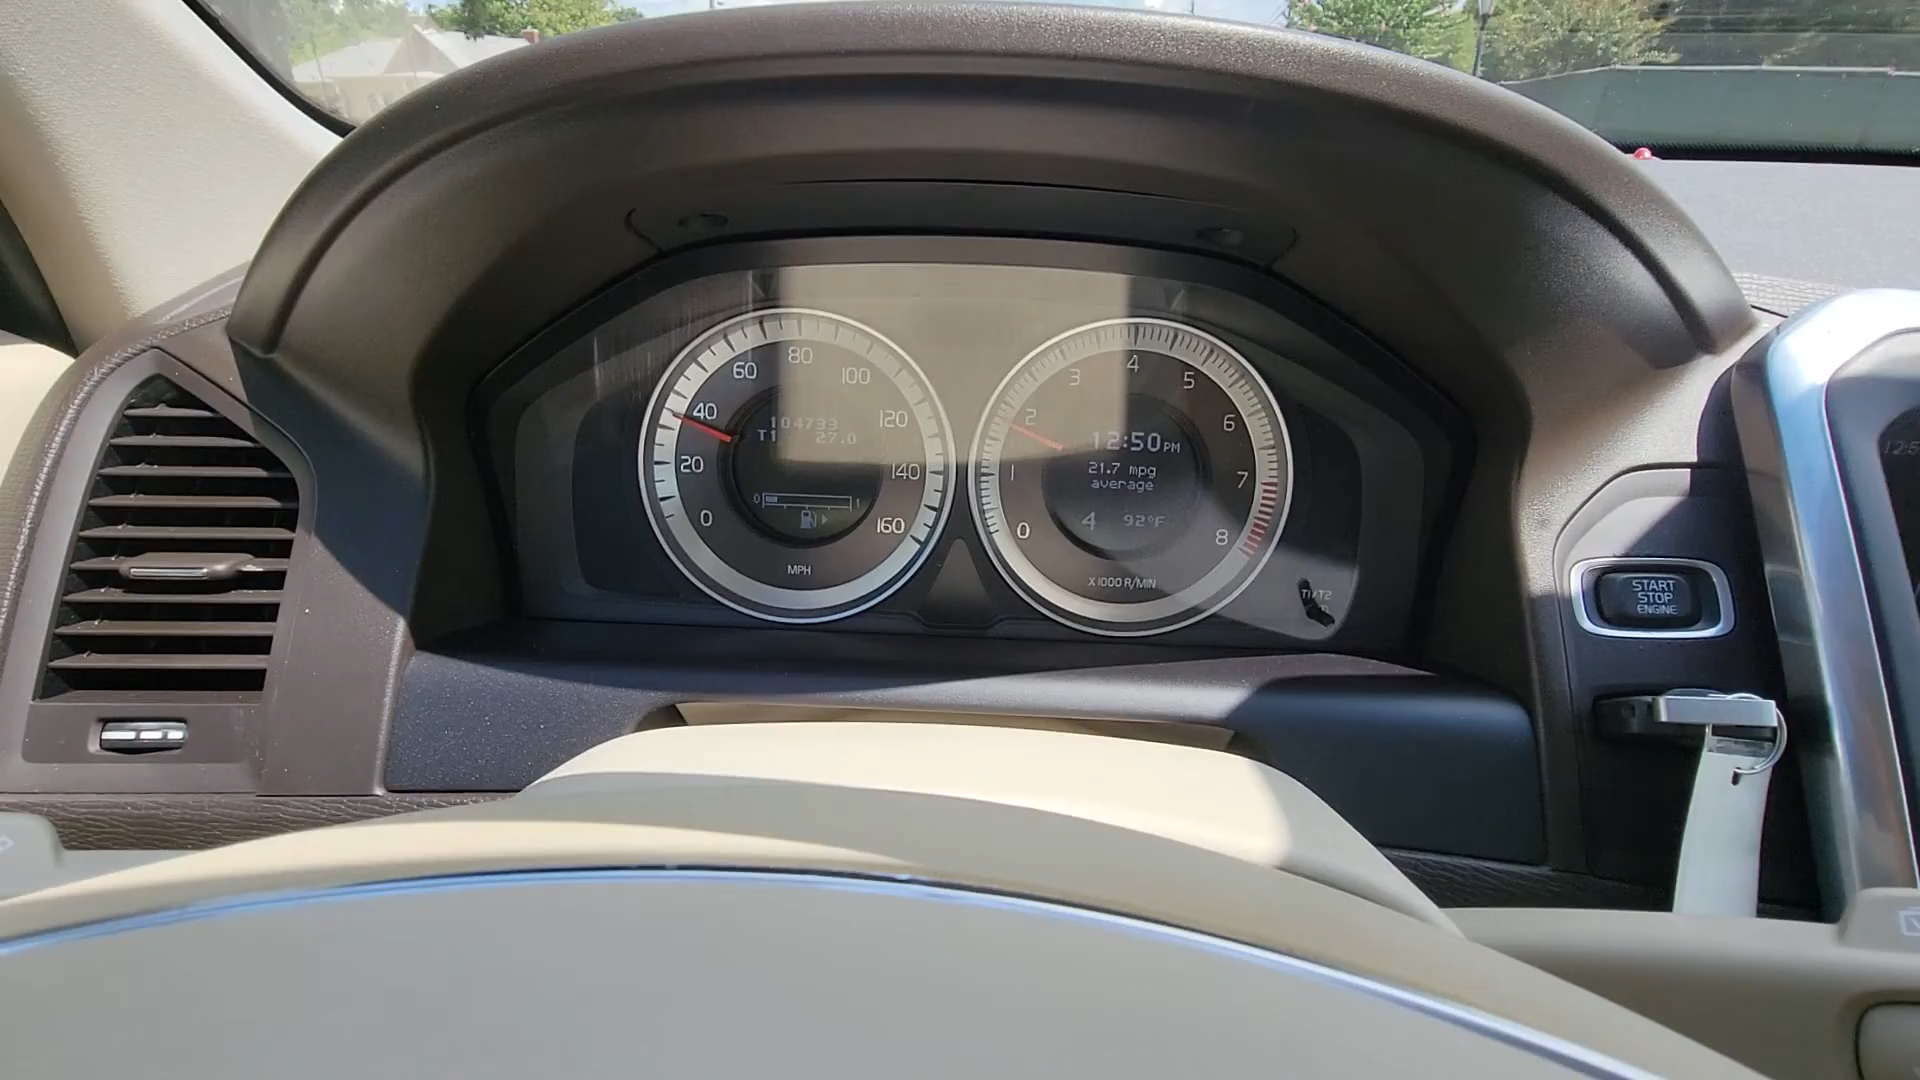 104733
T1 27.0
0 20 40 60 80 100 120 140 160
0 1
MPH
0 1 2 3 4 5 6 7 8
12:50PM
21.7 mpg
average
4 92°F
X1000 R/MIN
T1/T2
START
STOP
ENGINE